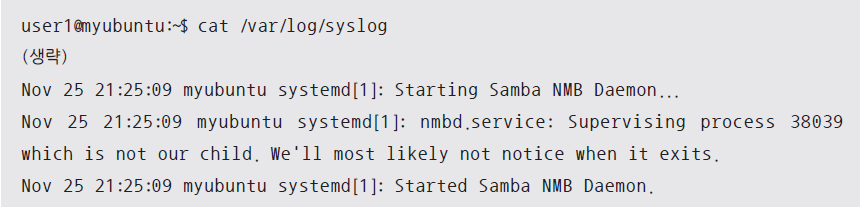 user1@myubuntu:~$ cat /var/log/syslog
(생략)
Nov 25 21:25:09 myubuntu systemd[1]: Starting Samba NMB Daemon...
Nov 25 21:25:09 myubuntu systemd[1]: nmbd.service: Supervising process 38039
which is not our child. We'll most likely not notice when it exits.
Nov 25 21:25:09 myubuntu systemd[1]: Started Samba NMB Daemon.